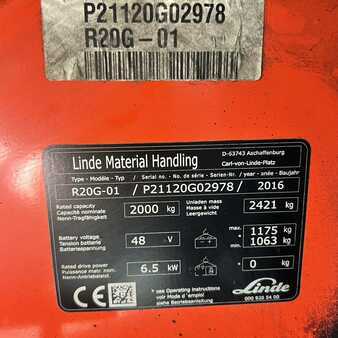 P21120G02978
R20G-01
Linde Material Handling
D-63743 Aschaffenburg
Carl-von-Linde-Platz
Type - Modèle - Typ / Serial no. - No. de série - Serien-Nr. / year - année - Baujahr
R20G-01 / P21120G02978 / 2016
Rated capacity
Capacité nominale
Nenn-Tragfähigkeit
2000 kg
Unladen mass
Masse à vide
Leergewicht
2421 kg
Battery voltage
Tension batterie
Batteriespannung
48 V
max 1175 kg
min 1063 kg
Rated drive power
Puissance motr. nom.
Nenn-Antriebsleistung
6.5 kW
* 0 kg
* see Operating instructions
voir Mode d'emploi
siehe Betriebsanleitung
CE
Linde